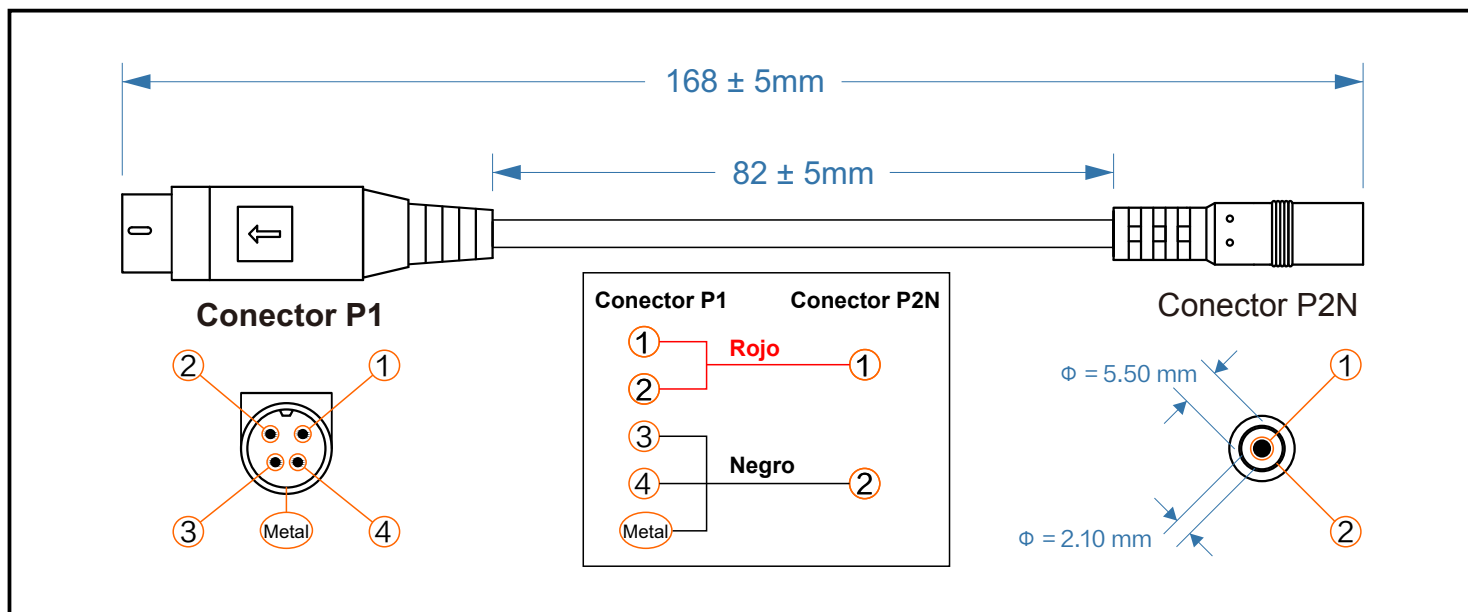 168 ± 5mm
82 ± 5mm
Conector P1
Conector P2N
Conector P1
Conector P2N
① Rojo ①
②
③
④ Negro ②
Metal
② ①
③ Metal ④
Φ = 5.50 mm ①
Φ = 2.10 mm ②